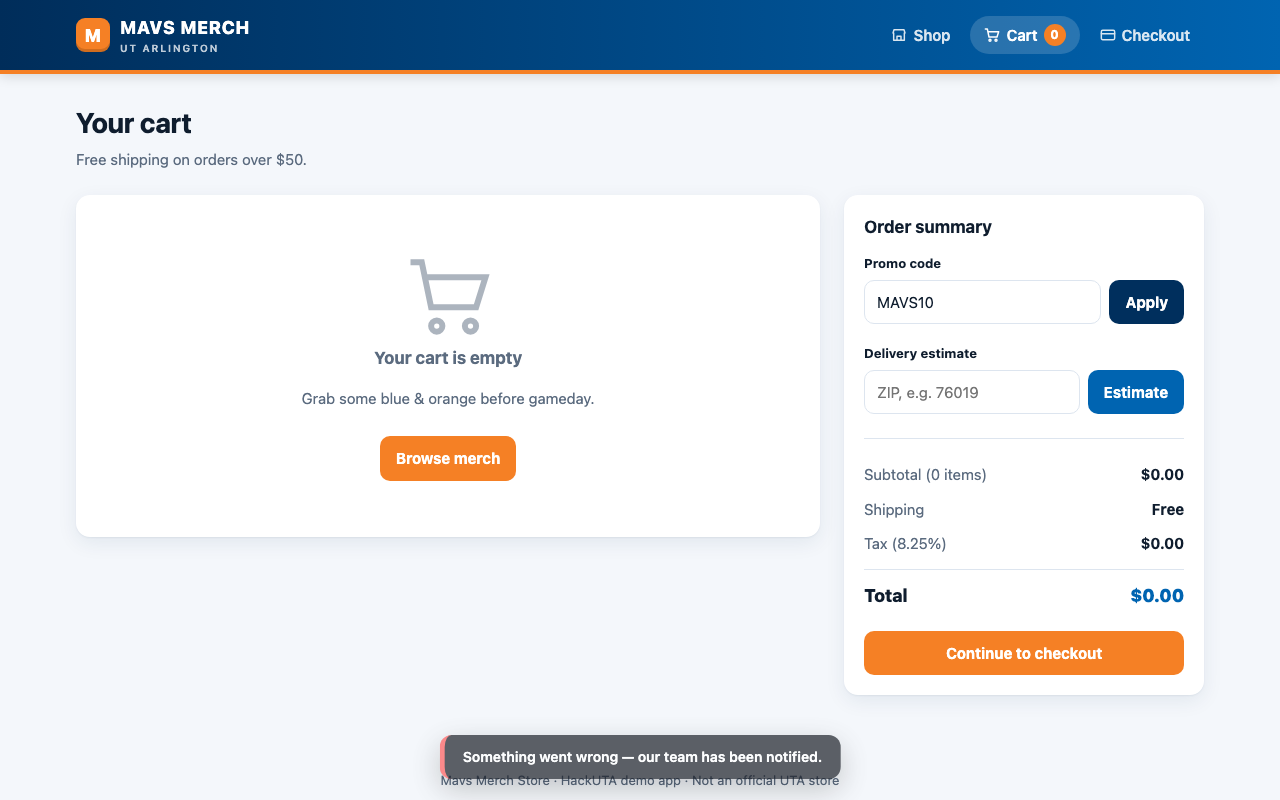 M
MAVS MERCH
UT ARLINGTON
Shop
Cart 0
Checkout
Your cart
Free shipping on orders over $50.
Your cart is empty
Grab some blue & orange before gameday.
Browse merch
Order summary
Promo code
MAVS10
Apply
Delivery estimate
ZIP, e.g. 76019
Estimate
Subtotal (0 items) $0.00
Shipping Free
Tax (8.25%) $0.00
Total $0.00
Continue to checkout
Something went wrong — our team has been notified.
Mavs Merch Store · HackUTA demo app · Not an official UTA store